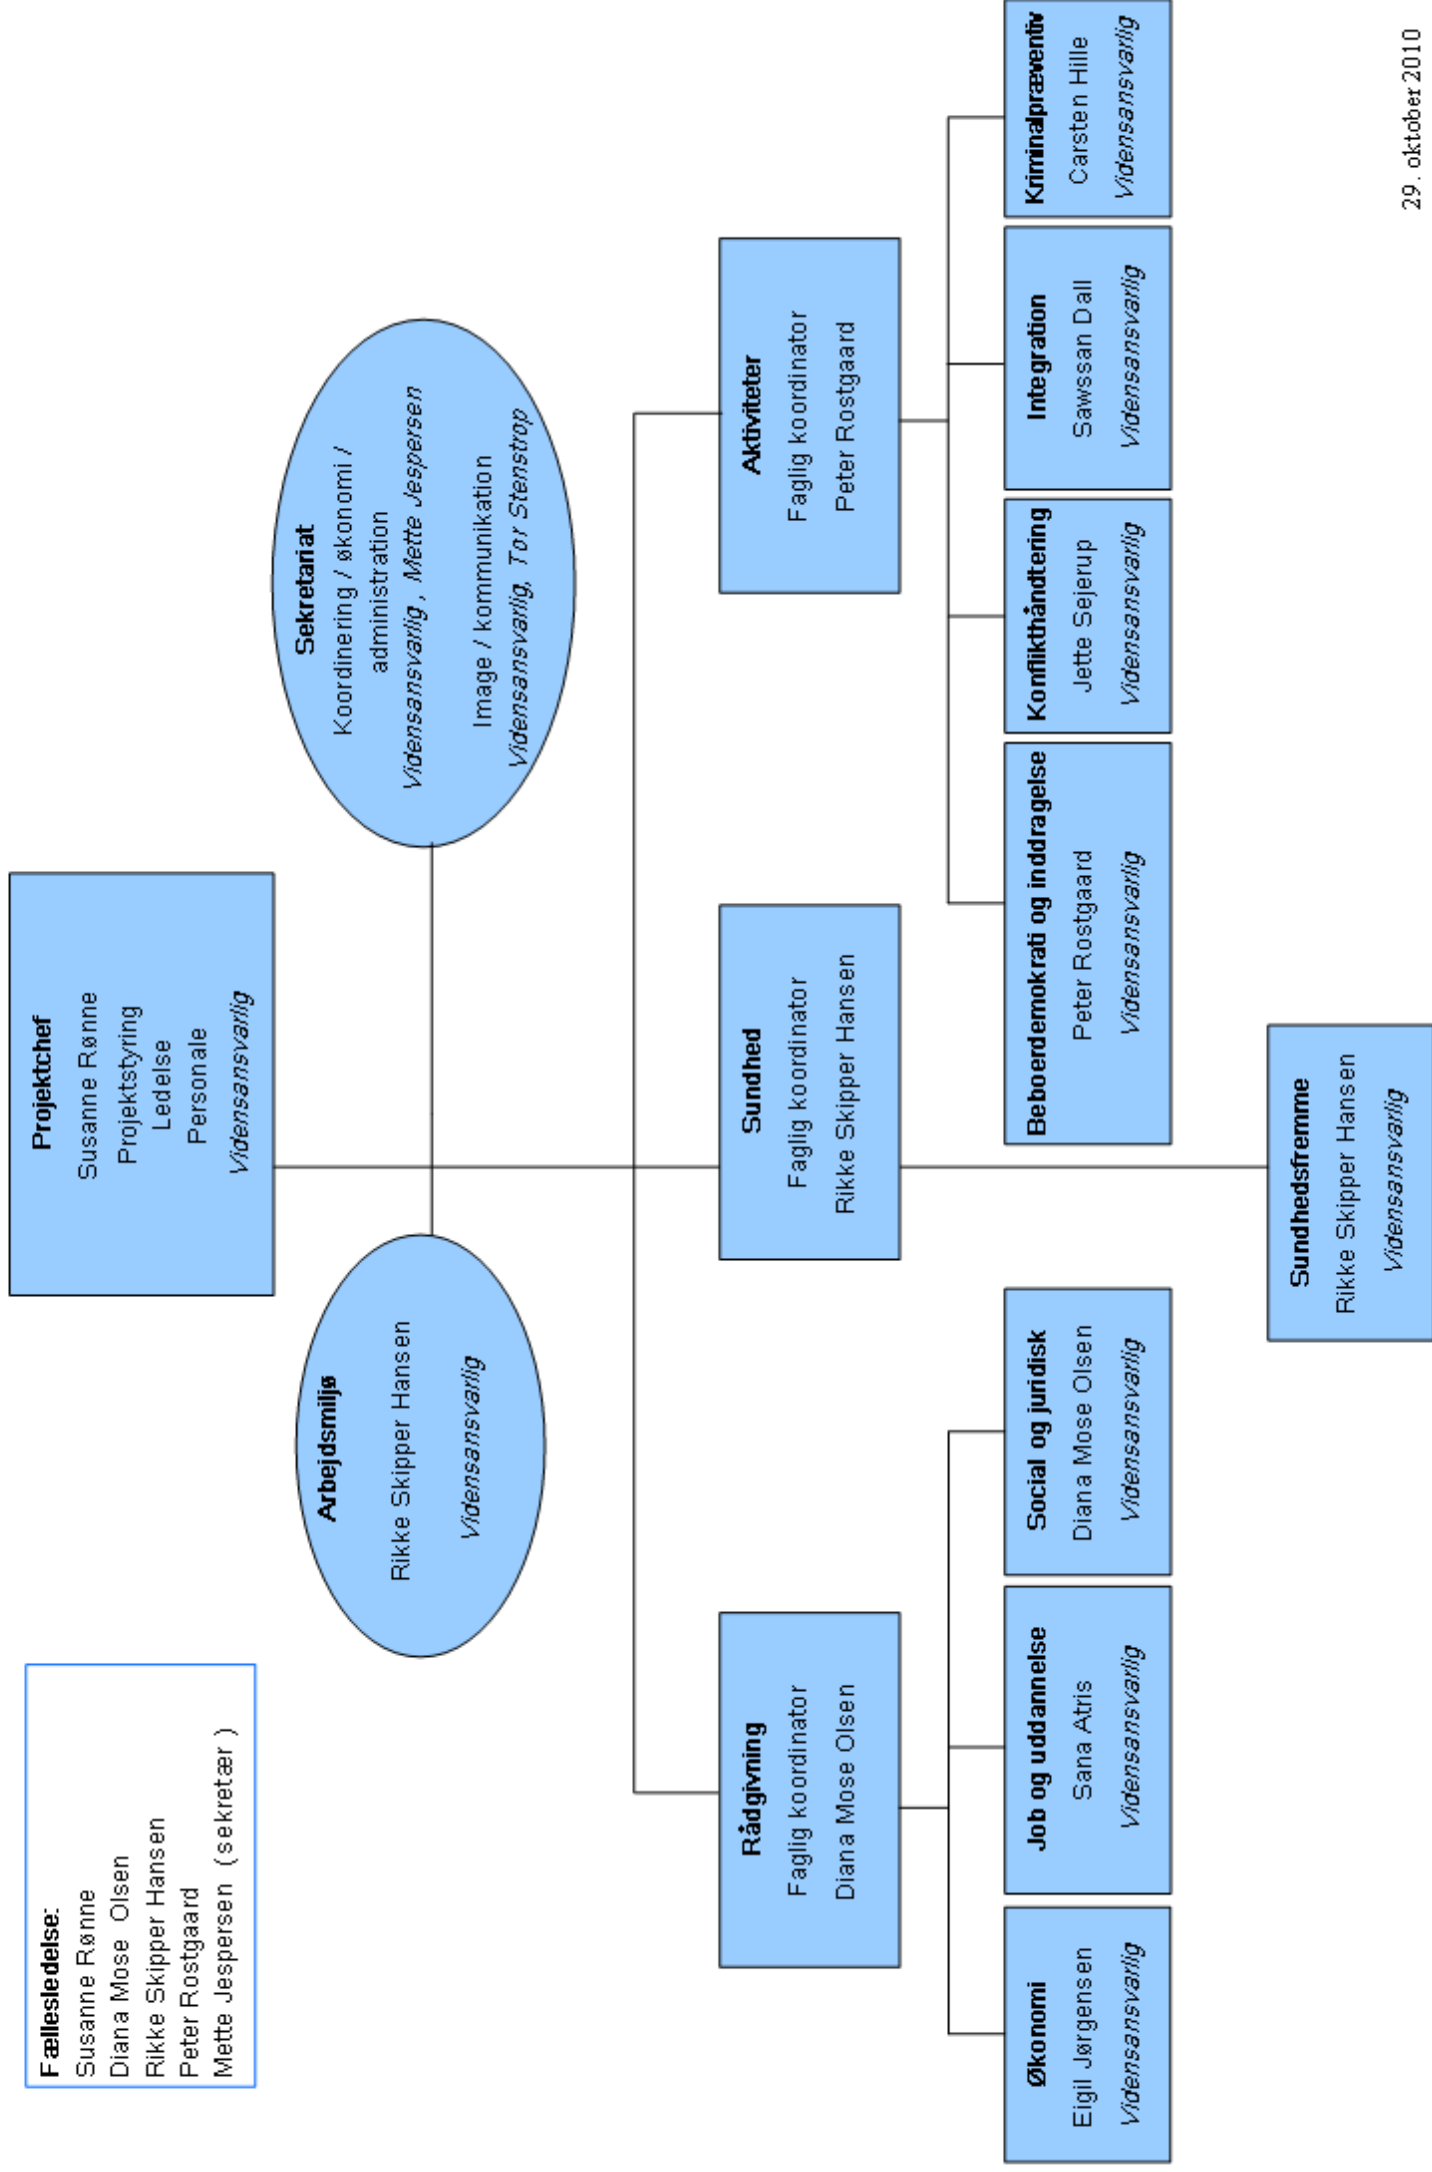 Fællesledelse:
Susanne Rønne
Diana Mose Olsen
Rikke Skipper Hansen
Peter Rostgaard
Mette Jespersen (sekretær)
Projektchef
Susanne Rønne
Projektstyring
Ledelse
Personale
Vidensansvarlig
Arbejdsmiljø
Rikke Skipper Hansen
Vidensansvarlig
Sekretariat
Koordinering / økonomi /
administration
Vidensansvarlig, Mette Jespersen
Image / kommunikation
Vidensansvarlig, Tor Stenstrop
Rådgivning
Faglig koordinator
Diana Mose Olsen
Sundhed
Faglig koordinator
Rikke Skipper Hansen
Aktiviteter
Faglig koordinator
Peter Rostgaard
Økonomi
Eigil Jørgensen
Vidensansvarlig
Job og uddannelse
Sana Atris
Vidensansvarlig
Social og juridisk
Diana Mose Olsen
Vidensansvarlig
Beboerdemokrati og inddragelse
Peter Rostgaard
Vidensansvarlig
Konflikthåndtering
Jette Sejerup
Vidensansvarlig
Integration
Sawssan Dall
Vidensansvarlig
Kriminalpræventiv
Carsten Hille
Vidensansvarlig
Sundhedsfremme
Rikke Skipper Hansen
Vidensansvarlig
29. oktober 2010